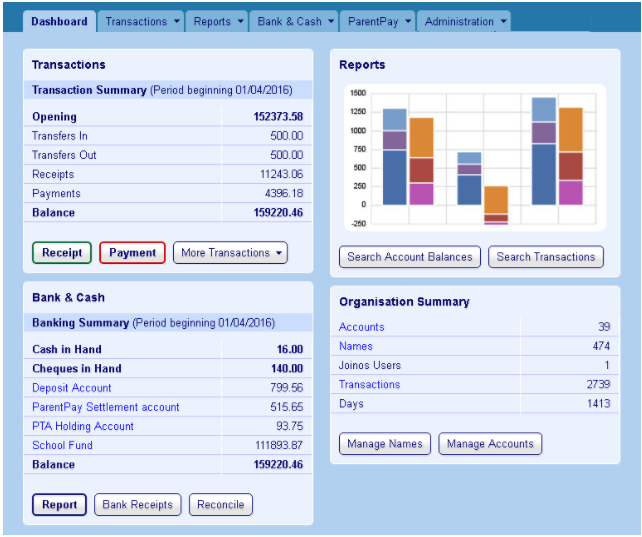 Dashboard Transactions Reports Bank & Cash ParentPay Administration
Transactions
Transaction Summary (Period beginning 01/04/2016)
Opening 152373.58
Transfers In 500.00
Transfers Out 500.00
Receipts 11243.06
Payments 4396.18
Balance 159220.46
Receipt Payment More Transactions
Reports
1500
1250
1000
750
500
250
0
-250
Search Account Balances Search Transactions
Bank & Cash
Banking Summary (Period beginning 01/04/2016)
Cash in Hand 16.00
Cheques in Hand 140.00
Deposit Account 799.56
ParentPay Settlement account 515.65
PTA Holding Account 93.75
School Fund 111893.87
Balance 159220.46
Report Bank Receipts Reconcile
Organisation Summary
Accounts 39
Names 474
Joinos Users 1
Transactions 2739
Days 1413
Manage Names Manage Accounts